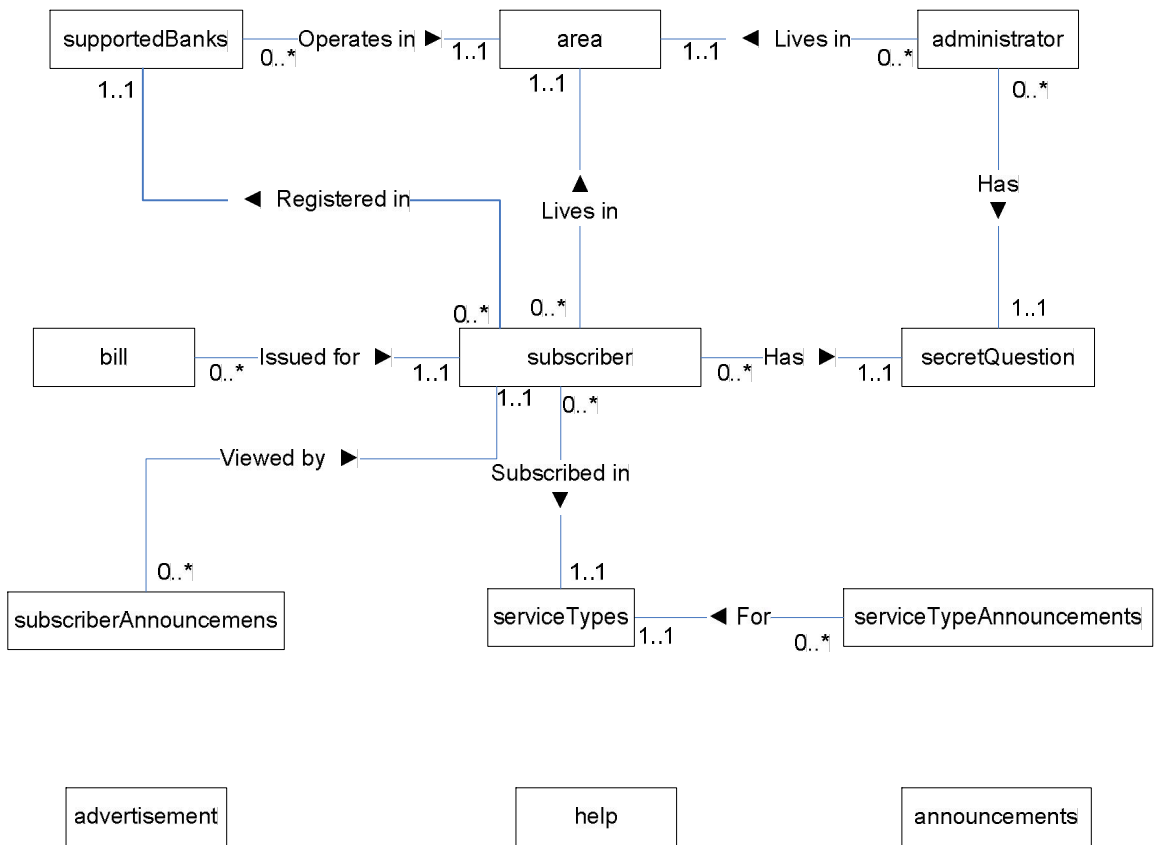 supportedBanks
Operates in
area
Lives in
administrator
0..*
1..1
1..1
0..*
1..1
1..1
0..*
Has
Registered in
Lives in
0..*
0..*
1..1
bill
Issued for
subscriber
Has
secretQuestion
0..*
1..1
0..*
1..1
1..1
0..*
Viewed by
Subscribed in
0..*
1..1
subscriberAnnouncemens
serviceTypes
For
serviceTypeAnnouncements
1..1
0..*
advertisement
help
announcements